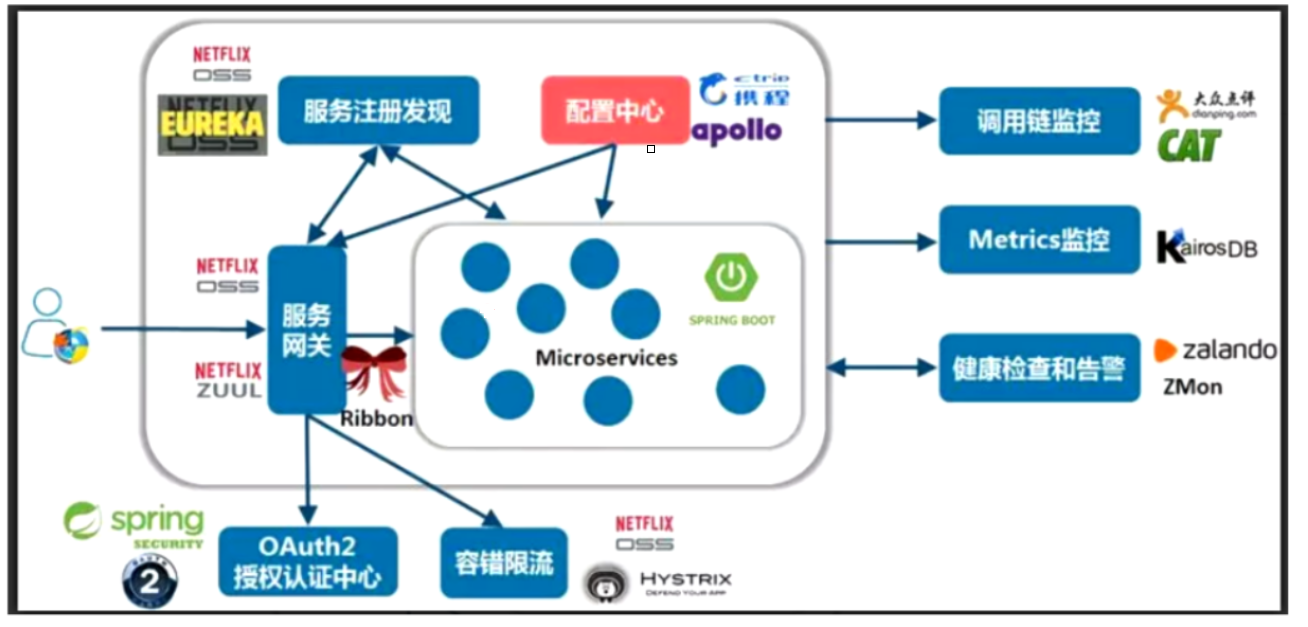 NETFLIX
OSS
NETFLIX
EUREKA
OSS
服务注册发现
配置中心
ctrip
携程
apollo
调用链监控
大众点评
dianping.com
CAT
Metrics监控
KairosDB
NETFLIX
OSS
服务
网关
NETFLIX
ZUUL
Ribbon
SPRING BOOT
Microservices
健康检查和告警
zalando
ZMon
spring
SECURITY
2
OAuth2
授权认证中心
容错限流
NETFLIX
OSS
HYSTRIX
DEFEND YOUR APP